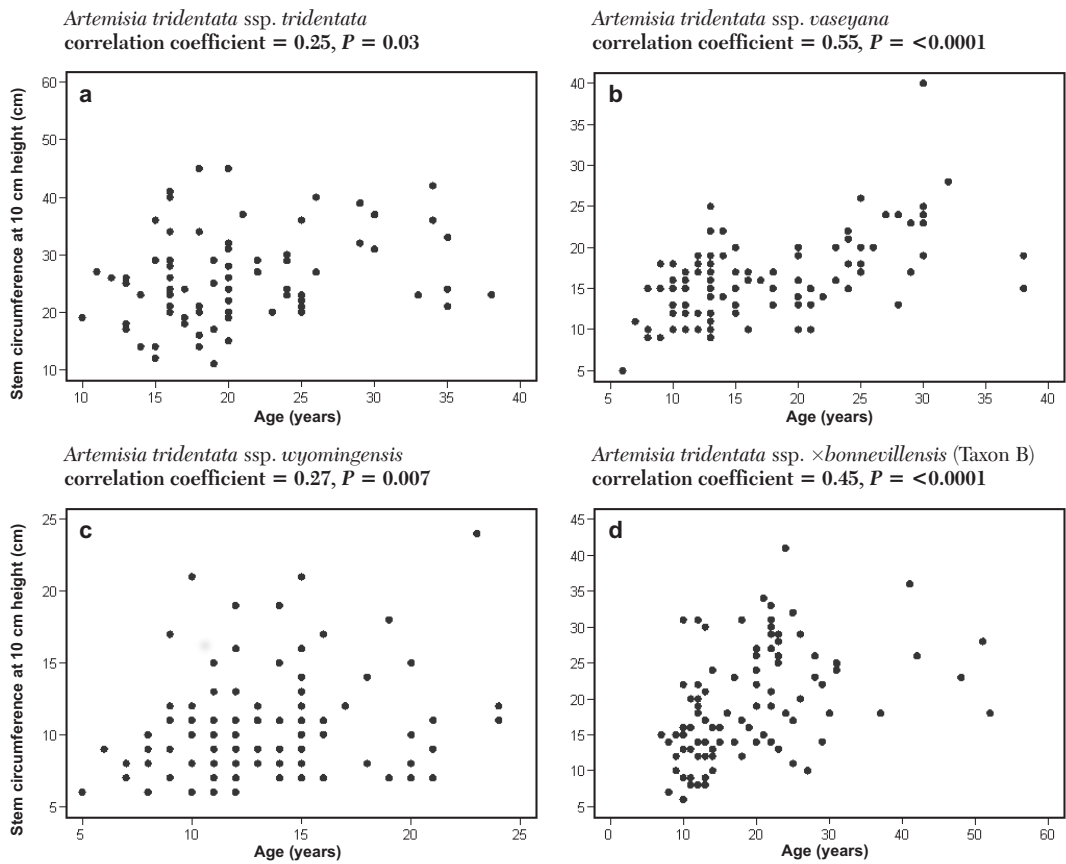 Artemisia tridentata ssp. tridentata
correlation coefficient = 0.25, P = 0.03
Artemisia tridentata ssp. vaseyana
correlation coefficient = 0.55, P = <0.0001
Stem circumference at 10 cm height (cm)
a
60
50
40
30
20
10
10 15 20 25 30 35 40
Age (years)
b
40
35
30
25
20
15
10
5
5 10 15 20 25 30 35 40
Age (years)
Artemisia tridentata ssp. wyomingensis
correlation coefficient = 0.27, P = 0.007
Artemisia tridentata ssp. ×bonnevillensis (Taxon B)
correlation coefficient = 0.45, P = <0.0001
Stem circumference at 10 cm height (cm)
c
25
20
15
10
5
5 10 15 20 25
Age (years)
d
45
40
35
30
25
20
15
10
5
0 10 20 30 40 50 60
Age (years)